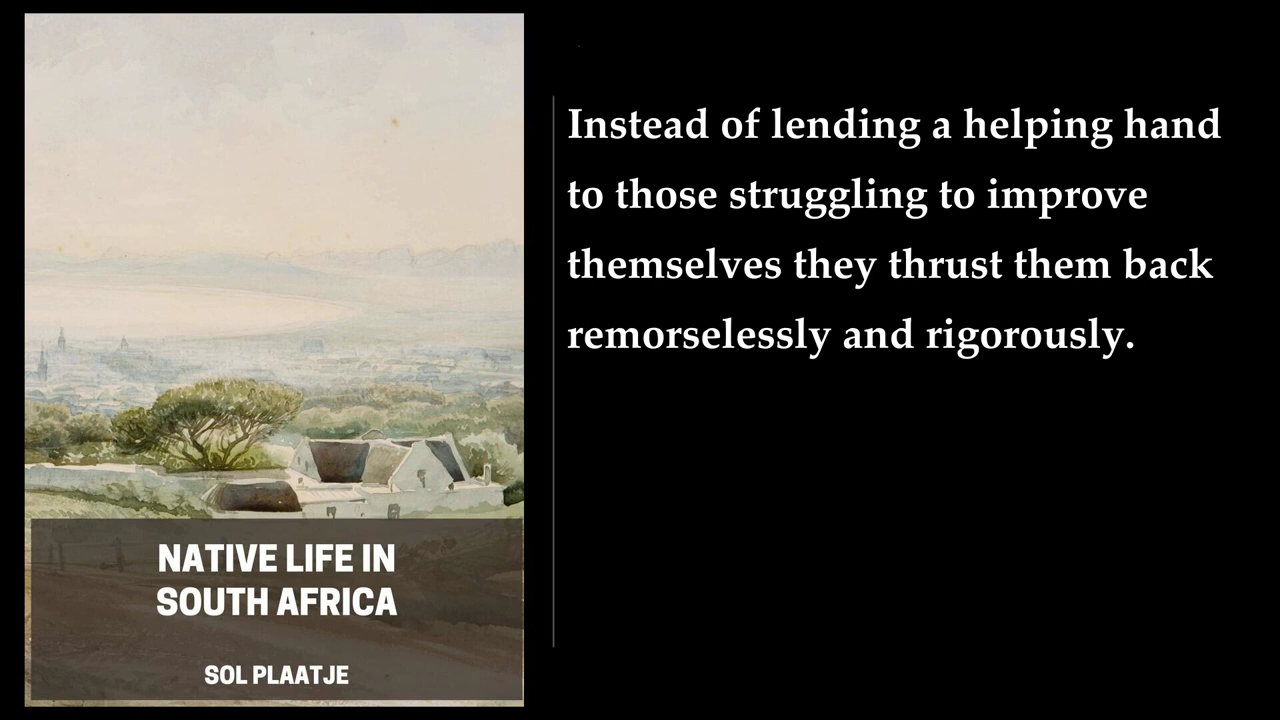 NATIVE LIFE IN
SOUTH AFRICA
SOL PLAATJE
Instead of lending a helping hand
to those struggling to improve
themselves they thrust them back
remorselessly and rigorously.